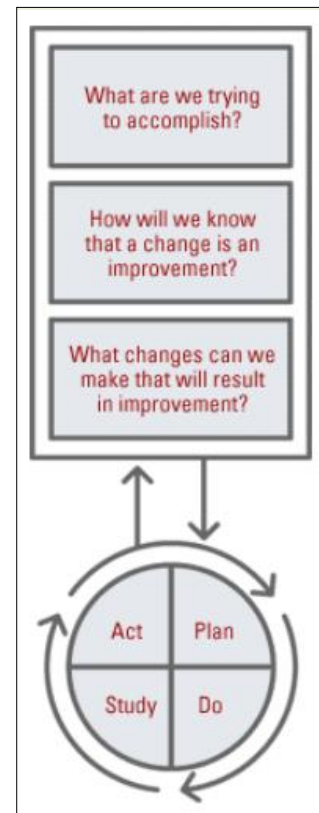 What are we trying
to accomplish?
How will we know
that a change is an
improvement?
What changes can we
make that will result
in improvement?
Act
Plan
Study
Do